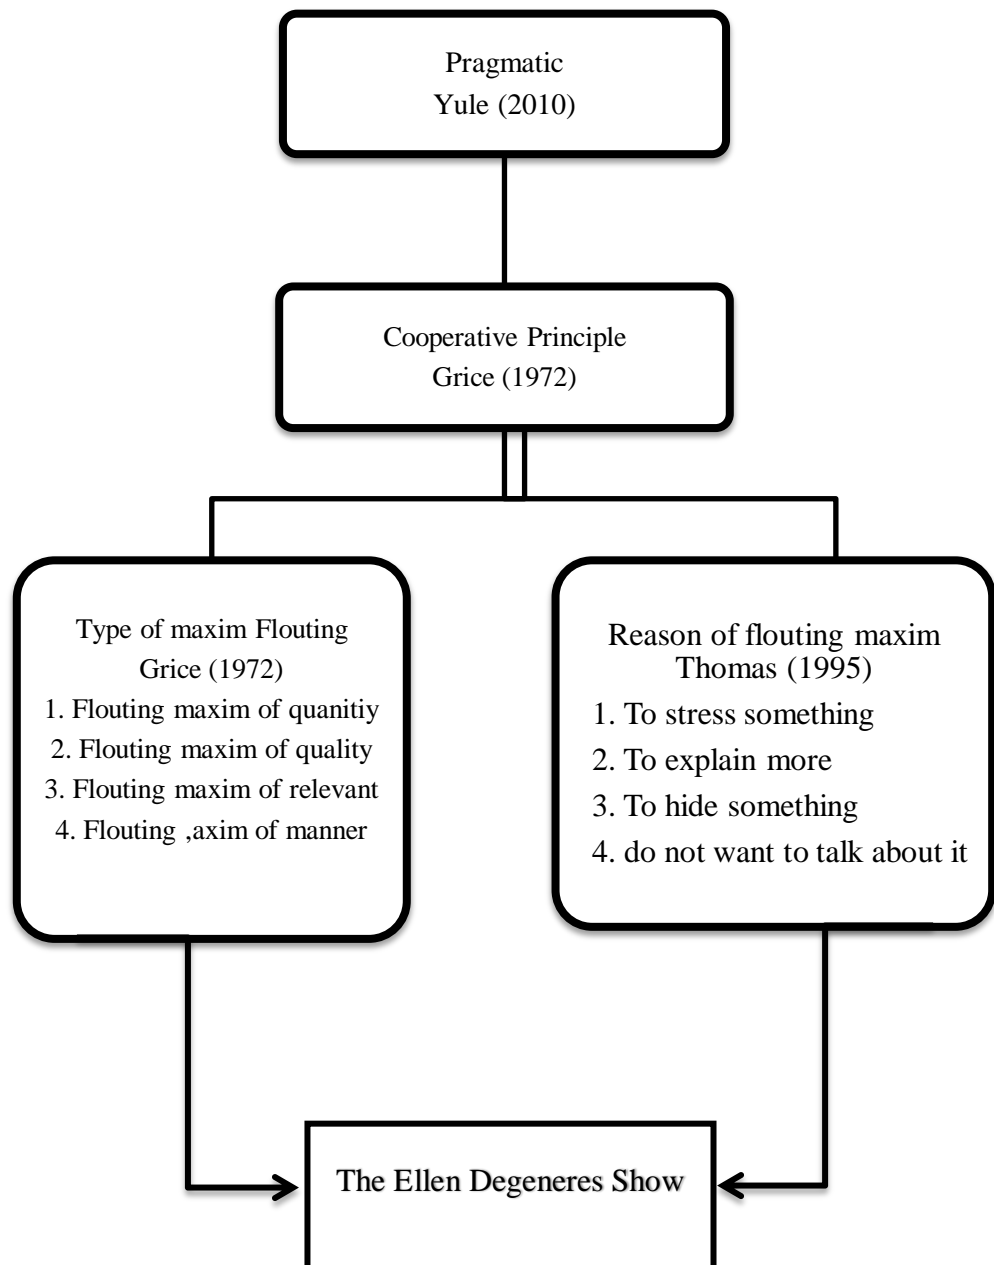 Pragmatic
Yule (2010)
Cooperative Principle
Grice (1972)
Type of maxim Flouting
Grice (1972)
1. Flouting maxim of quanitiy
2. Flouting maxim of quality
3. Flouting maxim of relevant
4. Flouting ,axim of manner
Reason of flouting maxim
Thomas (1995)
1. To stress something
2. To explain more
3. To hide something
4. do not want to talk about it
The Ellen Degeneres Show